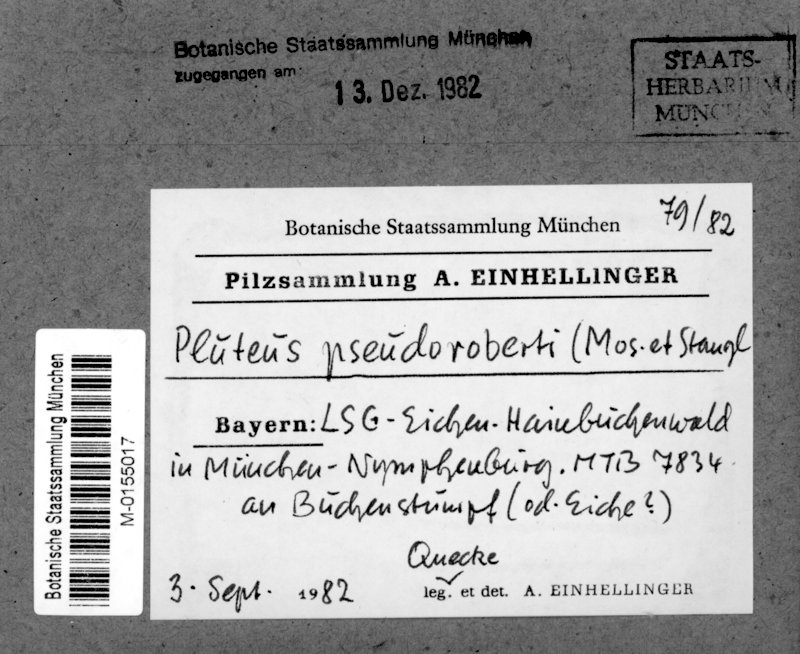 Botanische Staatssammlung München
zugegangen am:
13. Dez. 1982
STAATS-
HERBARIUM
MÜNCHEN
79/82
Botanische Staatssammlung München
Pilzsammlung A. EINHELLINGER
Pluteus pseudoroberti (Mos. et Stangl
Bayern: LSG-Eichen-Hainbuchenwald
in München-Nymphenburg. MTB 7834
an Buchenstumpf (od. Eiche?)
Quecke
3. Sept. 1982 leg. et det. A. EINHELLINGER
Botanische Staatssammlung München
M-0155017